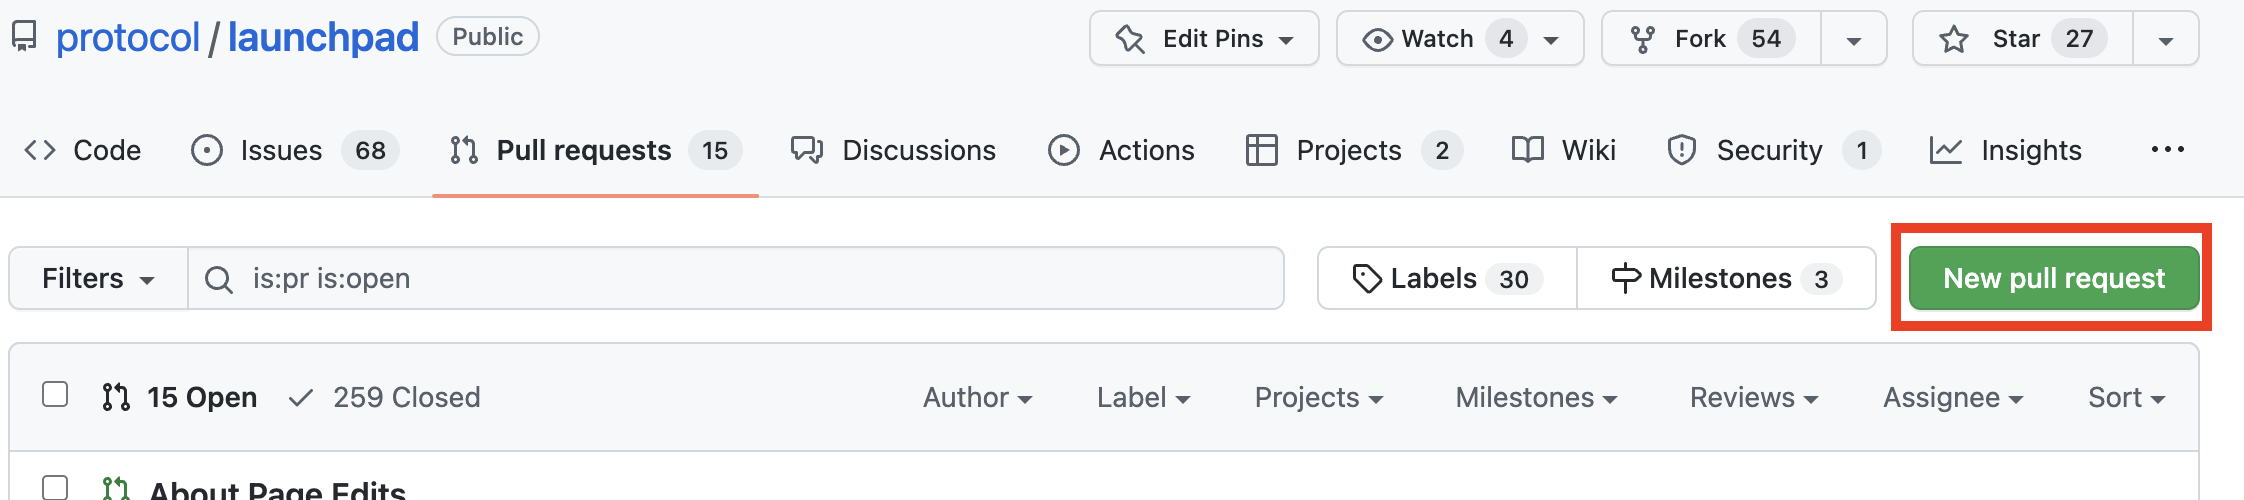 protocol / launchpad Public Edit Pins Watch 4 Fork 54 Star 27
Code Issues 68 Pull requests 15 Discussions Actions Projects 2 Wiki Security 1 Insights ...
Filters is:pr is:open Labels 30 Milestones 3 New pull request
15 Open 259 Closed Author Label Projects Milestones Reviews Assignee Sort
About Page Edits